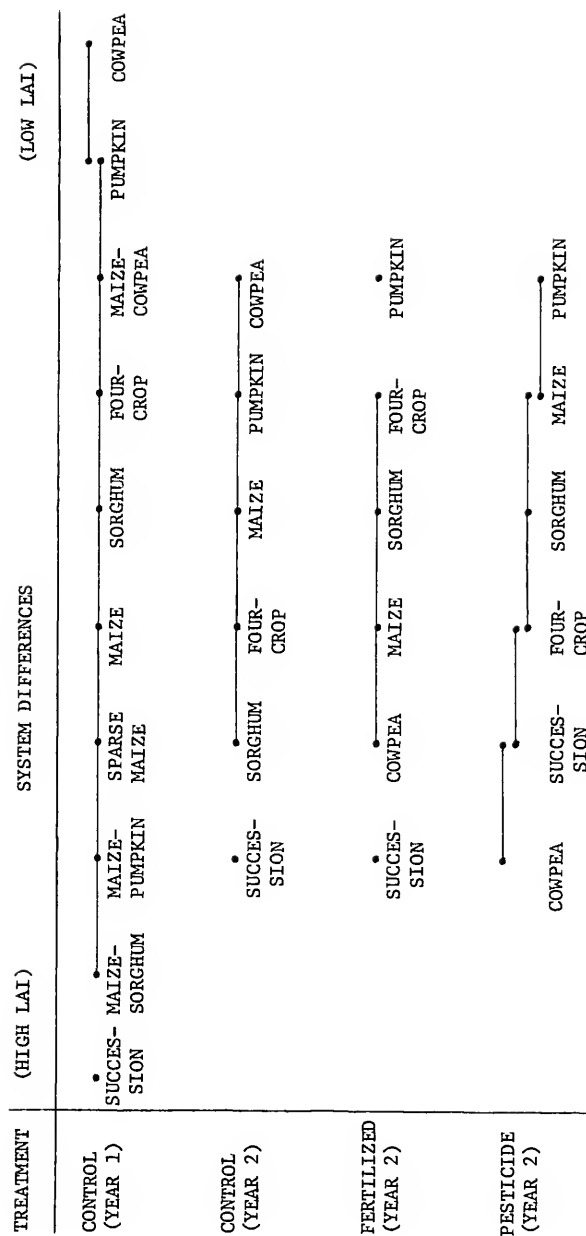 TREATMENT SYSTEM DIFFERENCES
(HIGH LAI) (LOW LAI)
CONTROL
(YEAR 1)
SUCCES- MAIZE- MAIZE- SPARSE MAIZE SORGHUM FOUR- MAIZE- PUMPKIN COWPEA
SION SORGHUM PUMPKIN MAIZE CROP COWPEA
CONTROL
(YEAR 2)
SUCCES- SORGHUM FOUR- MAIZE PUMPKIN COWPEA
SION CROP
FERTILIZED
(YEAR 2)
SUCCES- COWPEA MAIZE SORGHUM FOUR- PUMPKIN
SION CROP
PESTICIDE
(YEAR 2)
COWPEA SUCCES- FOUR- SORGHUM MAIZE PUMPKIN
SION CROP